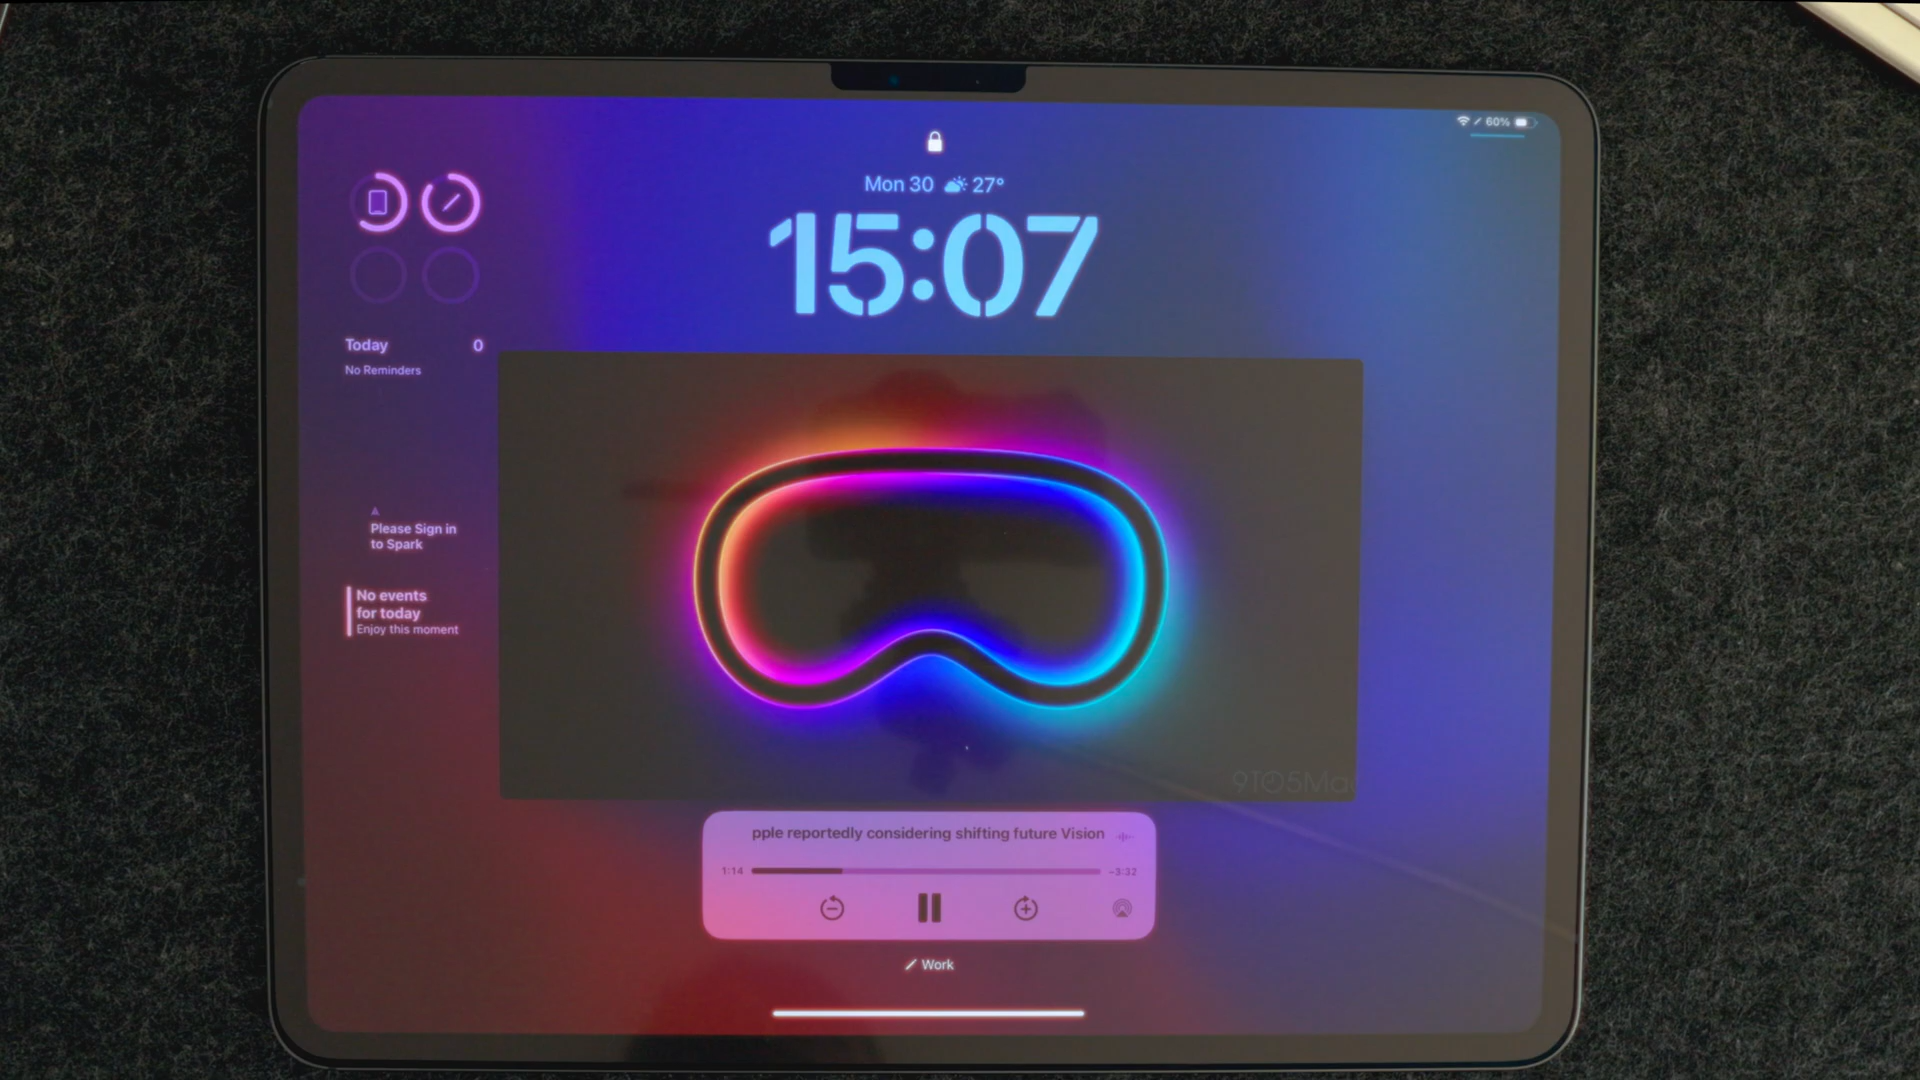 60%
Mon 30 27°
15:07
Today 0
No Reminders
Please Sign in
to Spark
No events
for today
Enjoy this moment
9TO5Mac
pple reportedly considering shifting future Vision
1:14 -3:32
Work